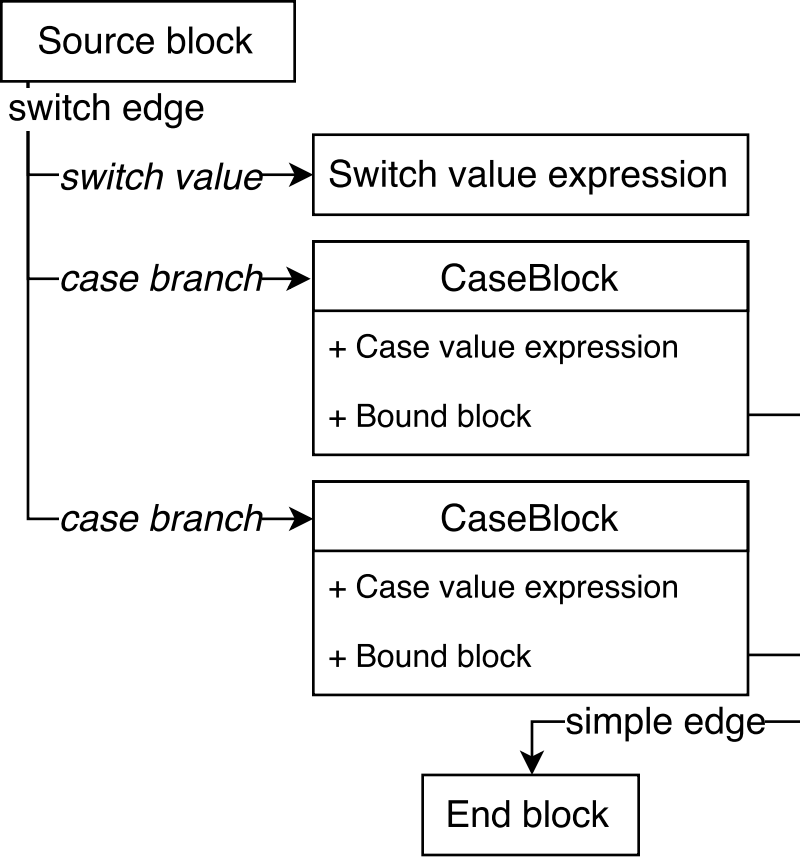 Source block
switch edge
switch value
Switch value expression
case branch
CaseBlock
+ Case value expression
+ Bound block
case branch
CaseBlock
+ Case value expression
+ Bound block
simple edge
End block